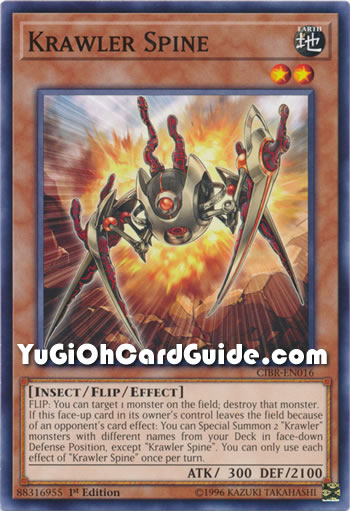 KRAWLER SPINE
EARTH
地
YuGiOhCardGuide.com
CIBR-EN016
[INSECT/FLIP/EFFECT]
FLIP: You can target 1 monster on the field; destroy that monster.
If this face-up card in its owner's control leaves the field because
of an opponent's card effect: You can Special Summon 2 "Krawler"
monsters with different names from your Deck in face-down
Defense Position, except "Krawler Spine". You can only use each
effect of "Krawler Spine" once per turn.
ATK/ 300 DEF/2100
88316955 1st Edition ©1996 KAZUKI TAKAHASHI